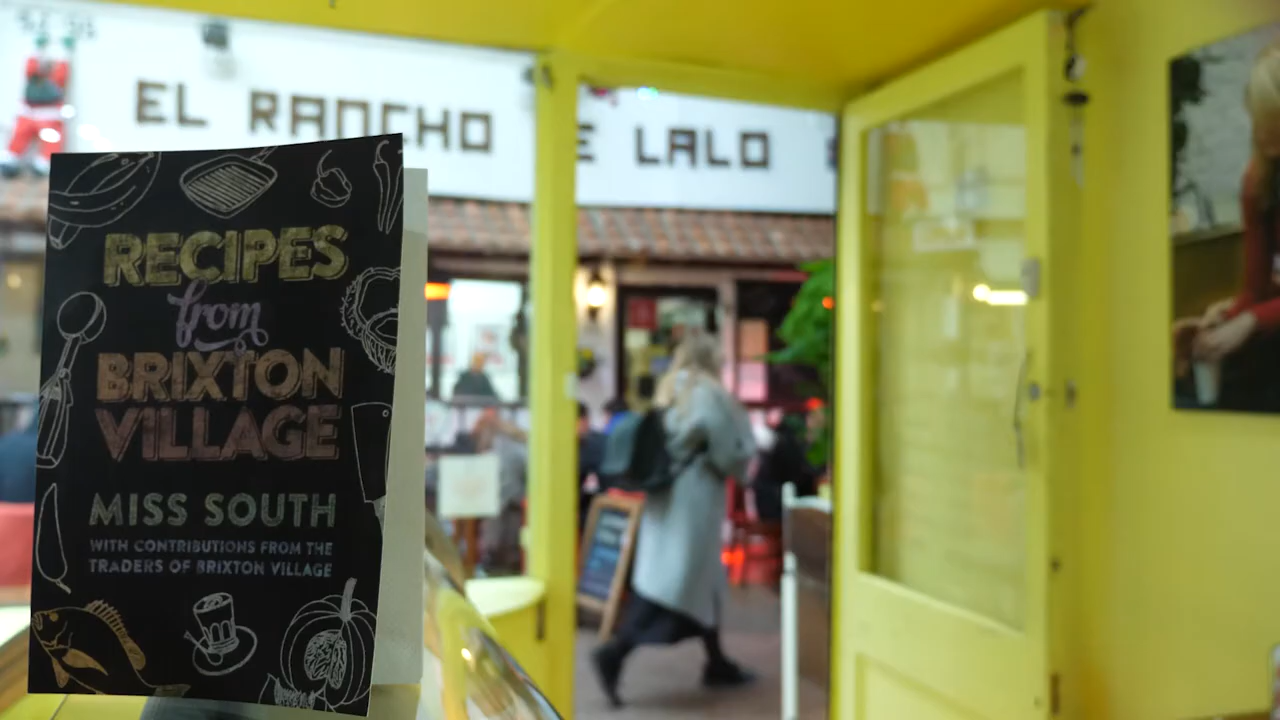 EL RANCHO E LALO
RECIPES
from
BRIXTON
VILLAGE
MISS SOUTH
WITH CONTRIBUTIONS FROM THE
TRADERS OF BRIXTON VILLAGE